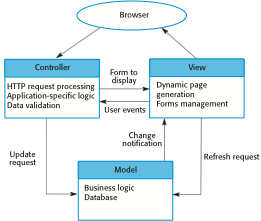 Browser
Controller
HTTP request processing
Application-specific logic
Data validation
Form to
display
User events
View
Dynamic page
generation
Forms management
Update
request
Change
notification
Refresh request
Model
Business logic
Database